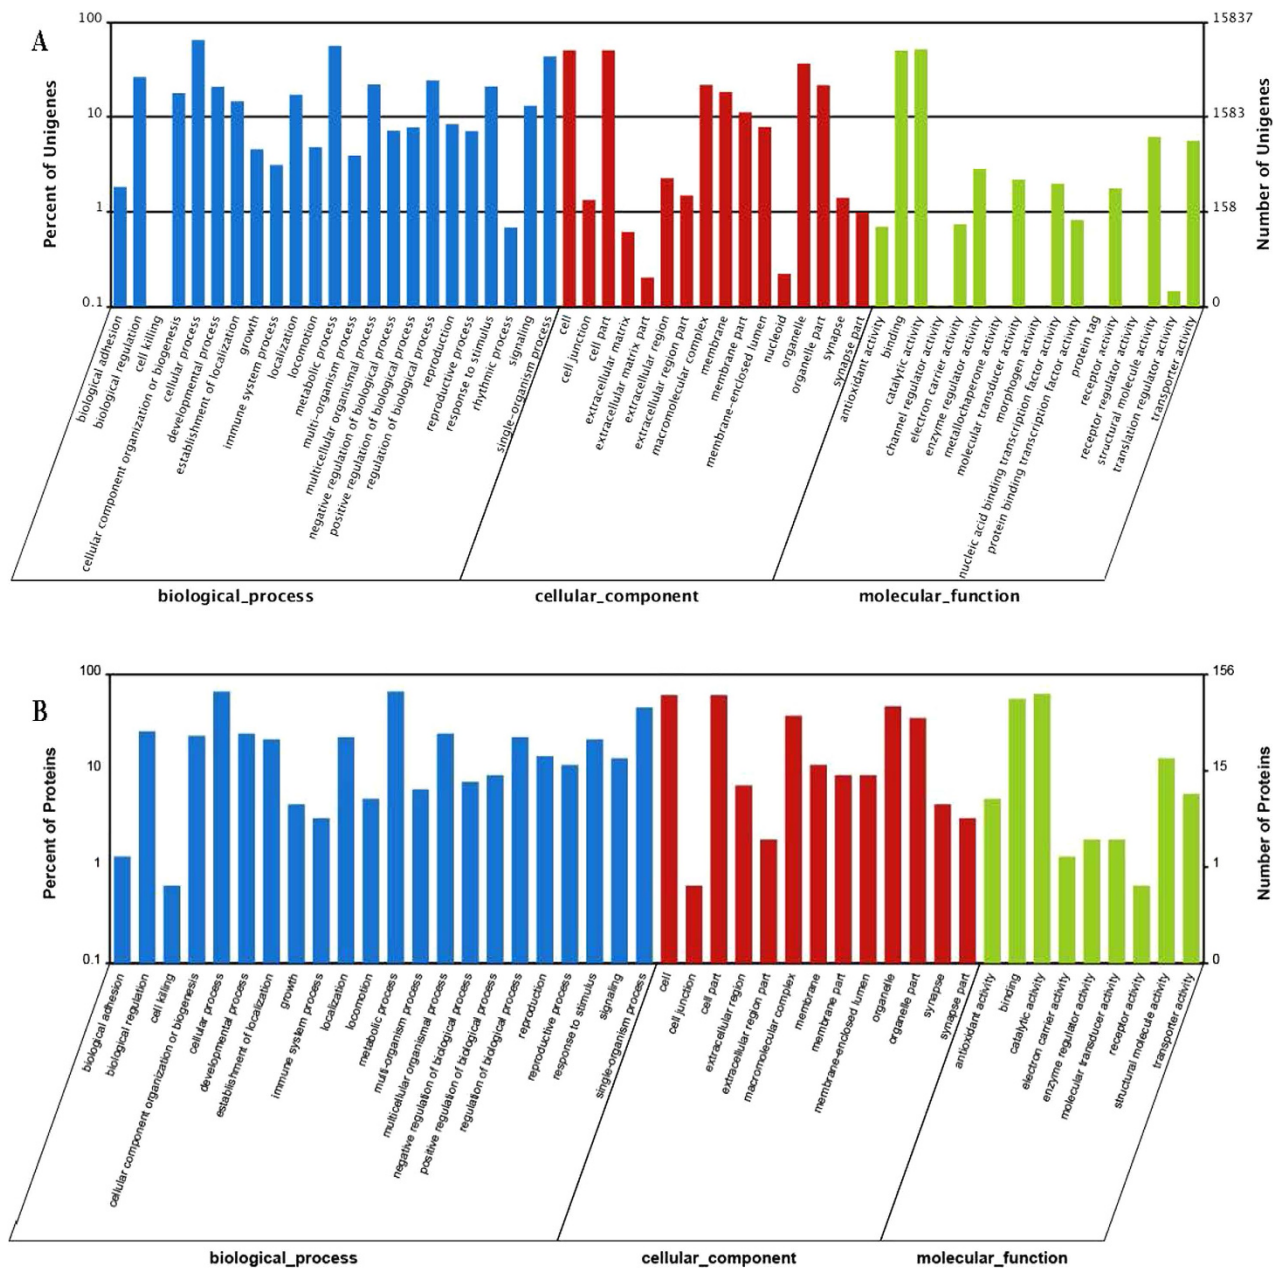 A
100
10
1
0.1
Percent of Unigenes
15837
1583
158
0
Number of Unigenes
biological adhesion
biological regulation
cell killing
cellular component organization or biogenesis
cellular process
developmental process
establishment of localization
growth
immune system process
localization
locomotion
metabolic process
multi-organism process
multicellular organismal process
negative regulation of biological process
positive regulation of biological process
regulation of biological process
reproduction
reproductive process
response to stimulus
rhythmic process
signaling
single-organism process
cell
cell junction
cell part
extracellular matrix
extracellular matrix part
extracellular region
extracellular region part
macromolecular complex
membrane
membrane part
membrane-enclosed lumen
nucleoid
organelle
organelle part
synapse
synapse part
antioxidant activity
binding
catalytic activity
channel regulator activity
electron carrier activity
enzyme regulator activity
metallochaperone activity
molecular transducer activity
morphogen activity
nucleic acid binding transcription factor activity
protein binding transcription factor activity
protein tag
receptor activity
receptor regulator activity
structural molecule activity
translation regulator activity
transporter activity
biological_process
cellular_component
molecular_function
B
100
10
1
0.1
Percent of Proteins
156
15
1
0
Number of Proteins
biological adhesion
biological regulation
cell killing
cellular component organization or biogenesis
cellular process
developmental process
establishment of localization
growth
immune system process
localization
locomotion
metabolic process
multi-organism process
multicellular organismal process
negative regulation of biological process
positive regulation of biological process
regulation of biological process
reproduction
reproductive process
response to stimulus
signaling
single-organism process
cell
cell junction
cell part
extracellular region
extracellular region part
macromolecular complex
membrane
membrane part
membrane-enclosed lumen
organelle
organelle part
synapse
synapse part
antioxidant activity
binding
catalytic activity
electron carrier activity
enzyme regulator activity
molecular transducer activity
receptor activity
structural molecule activity
transporter activity
biological_process
cellular_component
molecular_function